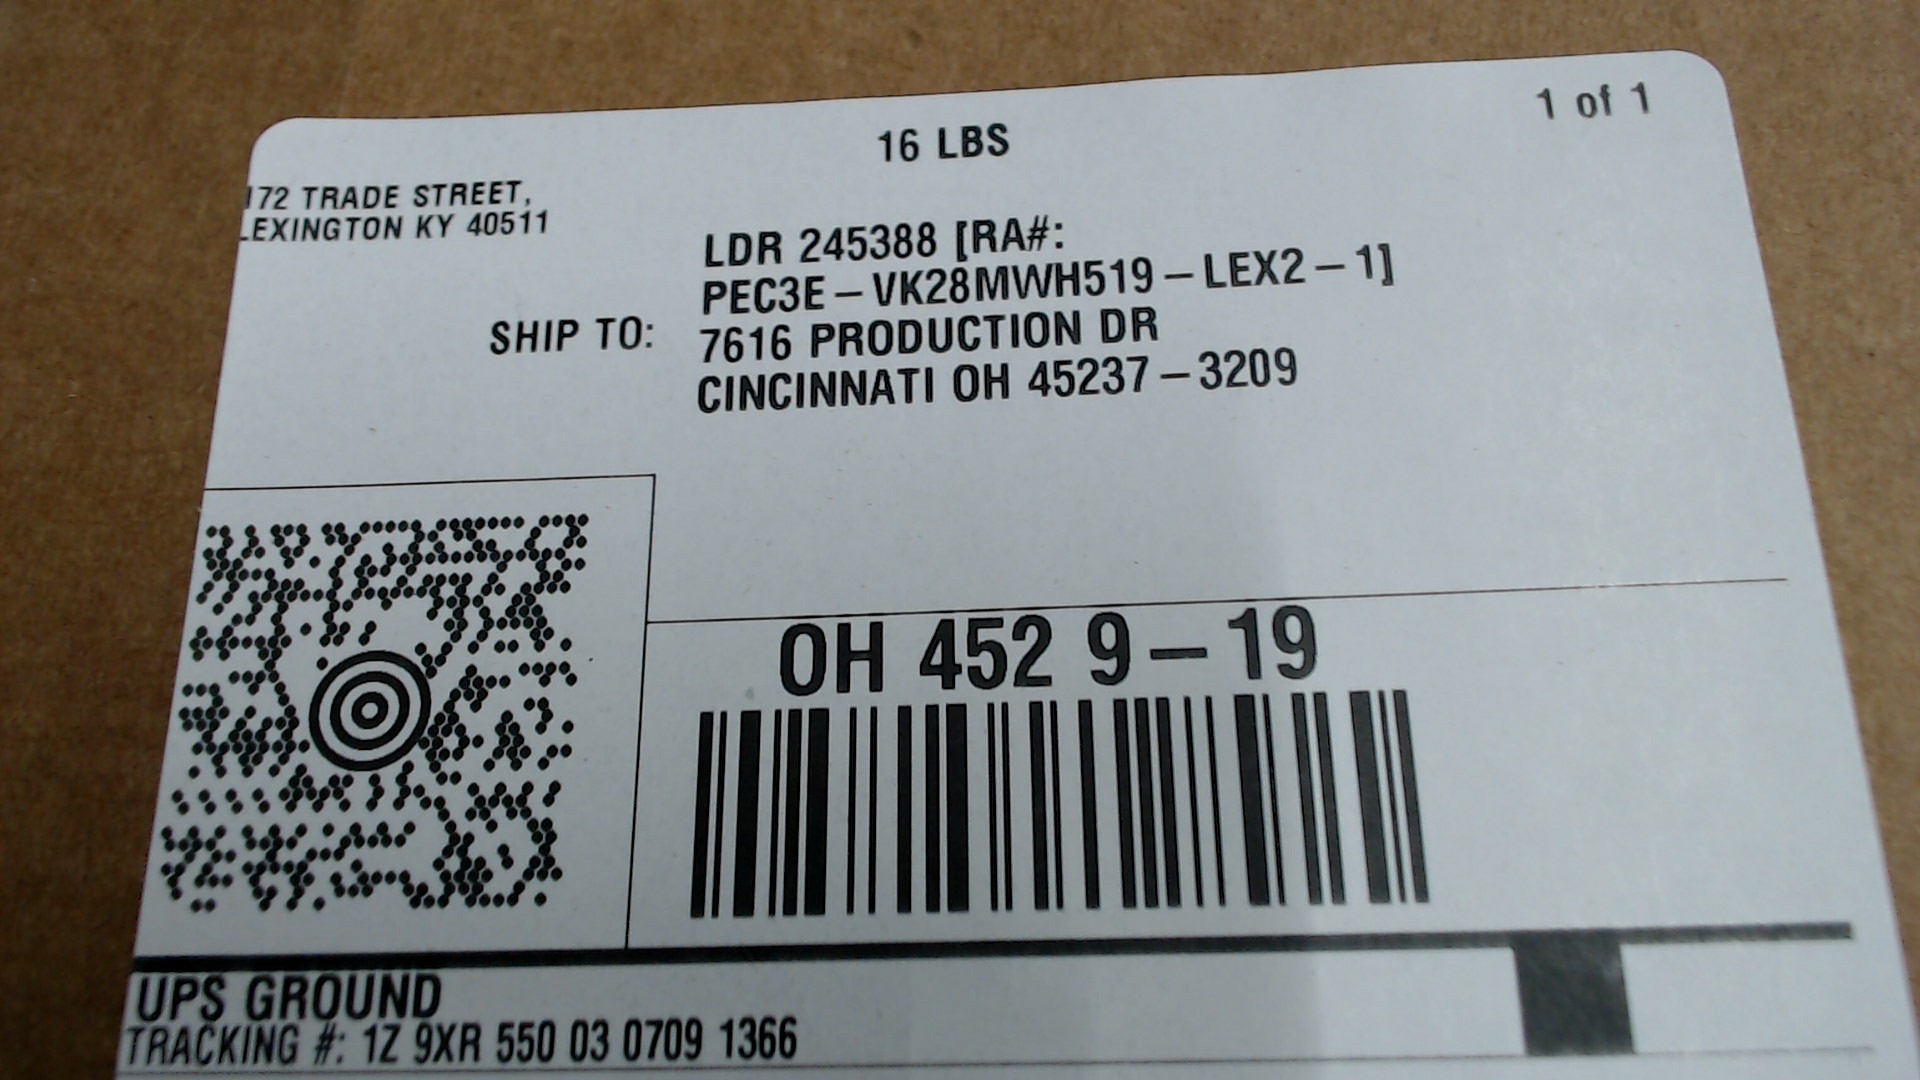 1 of 1
16 LBS
172 TRADE STREET,
LEXINGTON KY 40511
SHIP TO:
LDR 245388 [RA#:
PEC3E-VK28MWH519-LEX2-1]
7616 PRODUCTION DR
CINCINNATI OH 45237-3209
OH 452 9-19
UPS GROUND
TRACKING #: 1Z 9XR 550 03 0709 1366